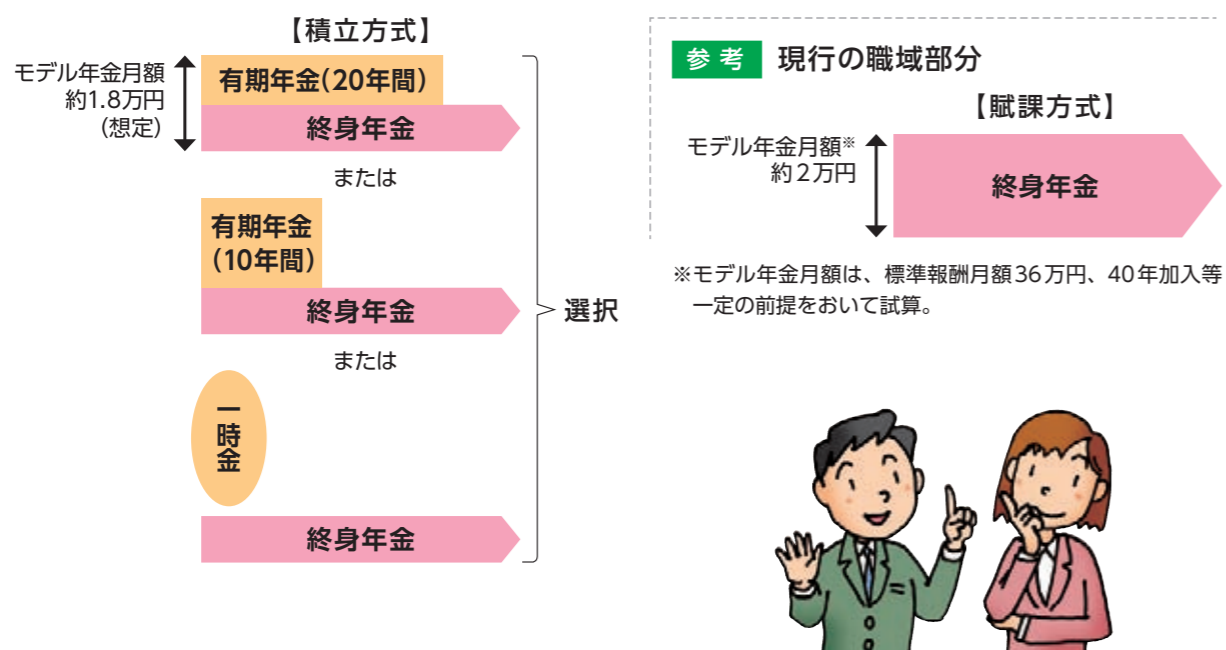 【積立方式】
モデル年金月額
約1.8万円
(想定)
有期年金(20年間)
終身年金
または
有期年金
(10年間)
終身年金
または
一時金
終身年金
選択
参考 現行の職域部分
【賦課方式】
モデル年金月額※
約2万円
終身年金
※モデル年金月額は、標準報酬月額36万円、40年加入等
一定の前提をおいて試算。